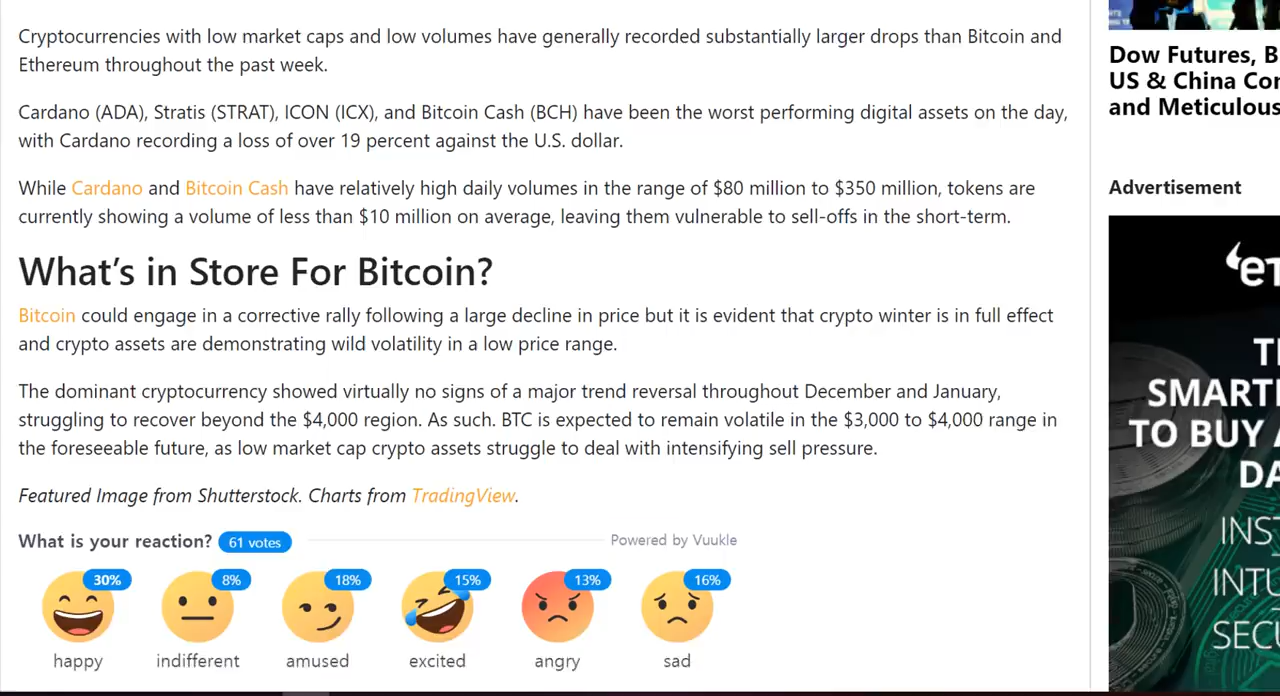 Cryptocurrencies with low market caps and low volumes have generally recorded substantially larger drops than Bitcoin and
Ethereum throughout the past week.
Cardano (ADA), Stratis (STRAT), ICON (ICX), and Bitcoin Cash (BCH) have been the worst performing digital assets on the day,
with Cardano recording a loss of over 19 percent against the U.S. dollar.
While Cardano and Bitcoin Cash have relatively high daily volumes in the range of $80 million to $350 million, tokens are
currently showing a volume of less than $10 million on average, leaving them vulnerable to sell-offs in the short-term.
What's in Store For Bitcoin?
Bitcoin could engage in a corrective rally following a large decline in price but it is evident that crypto winter is in full effect
and crypto assets are demonstrating wild volatility in a low price range.
The dominant cryptocurrency showed virtually no signs of a major trend reversal throughout December and January,
struggling to recover beyond the $4,000 region. As such. BTC is expected to remain volatile in the $3,000 to $4,000 range in
the foreseeable future, as low market cap crypto assets struggle to deal with intensifying sell pressure.
Featured Image from Shutterstock. Charts from TradingView.
What is your reaction? 61 votes
Powered by Vuukle
30% 8% 18% 15% 13% 16%
happy indifferent amused excited angry sad
Dow Futures, B
US & China Con
and Meticulous
Advertisement
SMART
TO BUY A
DA
INST
INTU
SECU